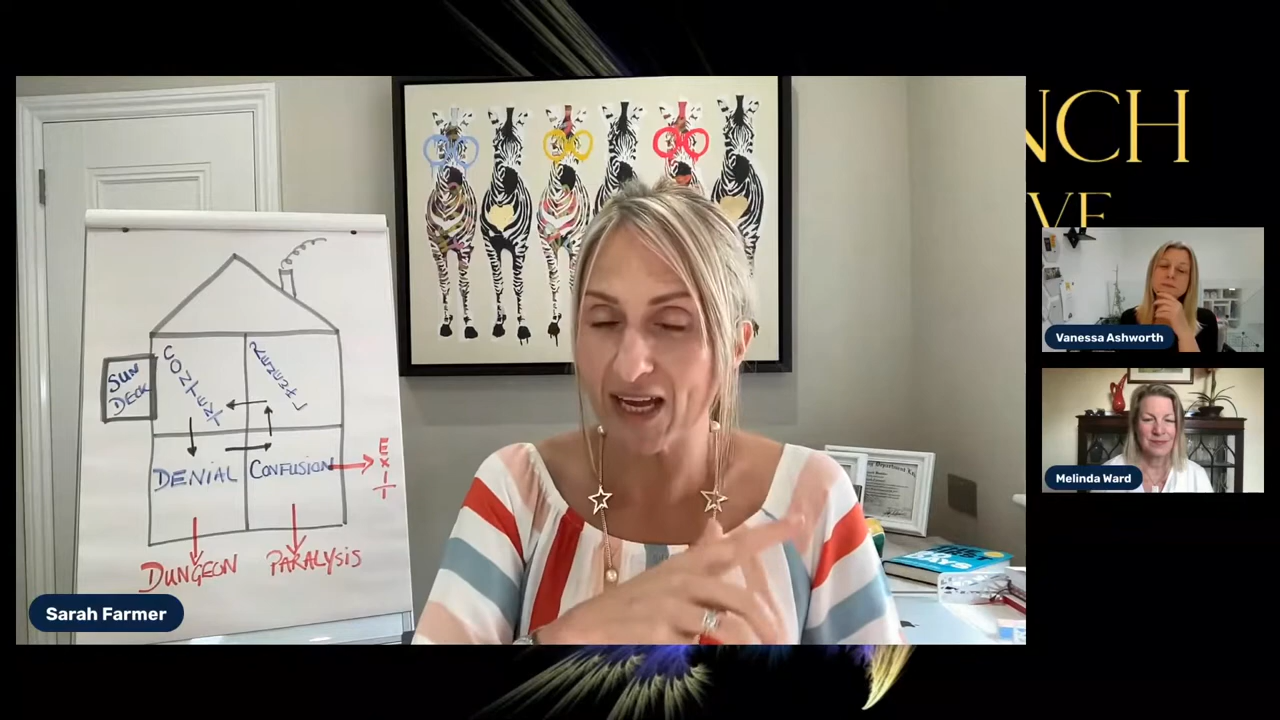 NCH
VE
SUN
DECK
CONTENT
RENEWAL
DENIAL
CONFUSION
EXIT
DUNGEON
PARALYSIS
Sarah Farmer
Vanessa Ashworth
Melinda Ward